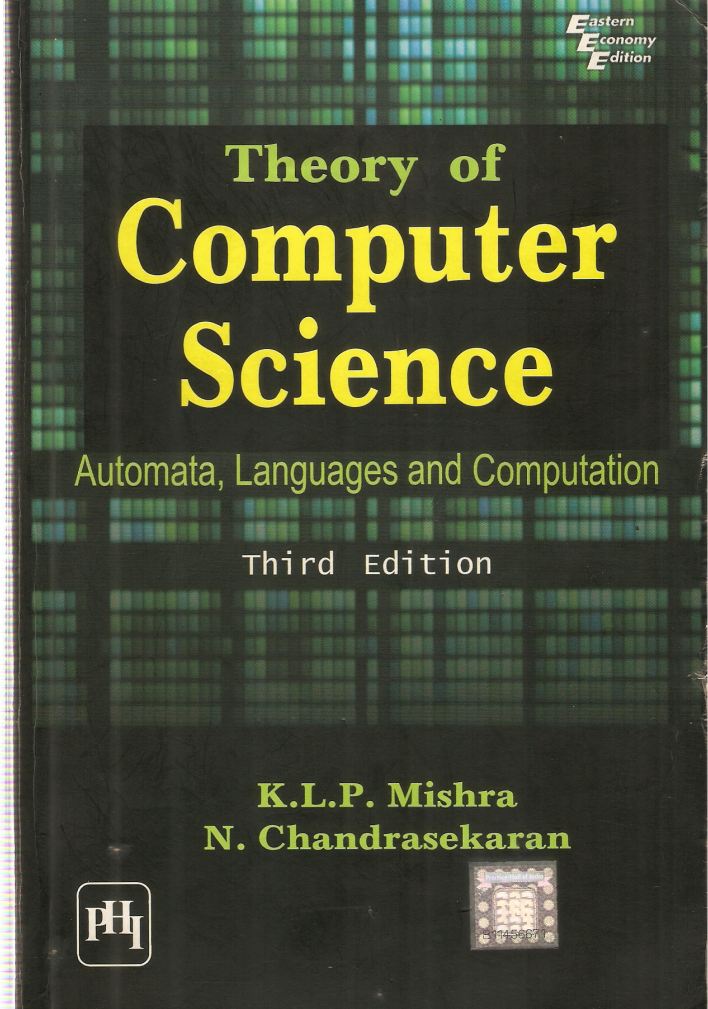 Eastern
Economy
Edition
Theory of
Computer
Science
Automata, Languages and Computation
Third Edition
K.L.P. Mishra
N. Chandrasekaran
PHI